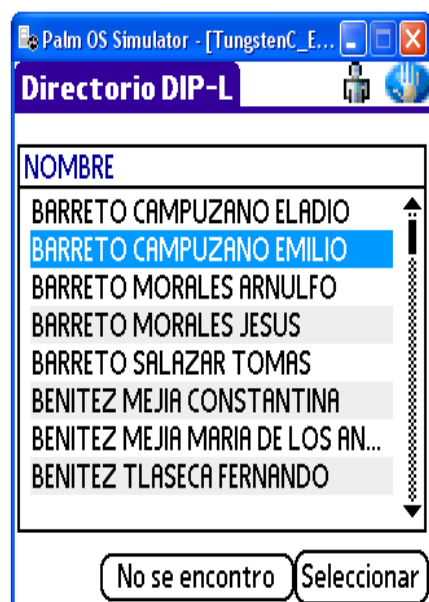 Palm OS Simulator - [TungstenC_E...
Directorio DIP-L
NOMBRE
BARRETO CAMPUZANO ELADIO
BARRETO CAMPUZANO EMILIO
BARRETO MORALES ARNULFO
BARRETO MORALES JESUS
BARRETO SALAZAR TOMAS
BENITEZ MEJIA CONSTANTINA
BENITEZ MEJIA MARIA DE LOS AN...
BENITEZ TLASECA FERNANDO
No se encontro Seleccionar